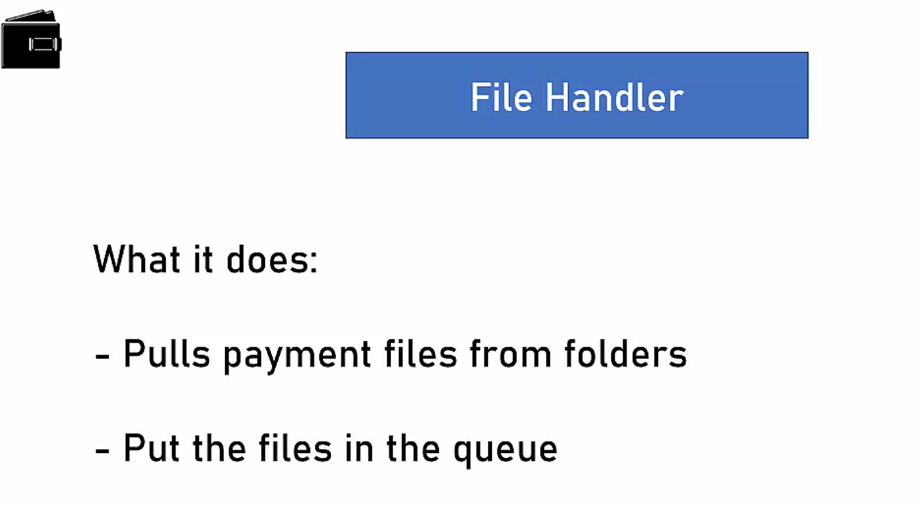 File Handler
What it does:
- Pulls payment files from folders
- Put the files in the queue